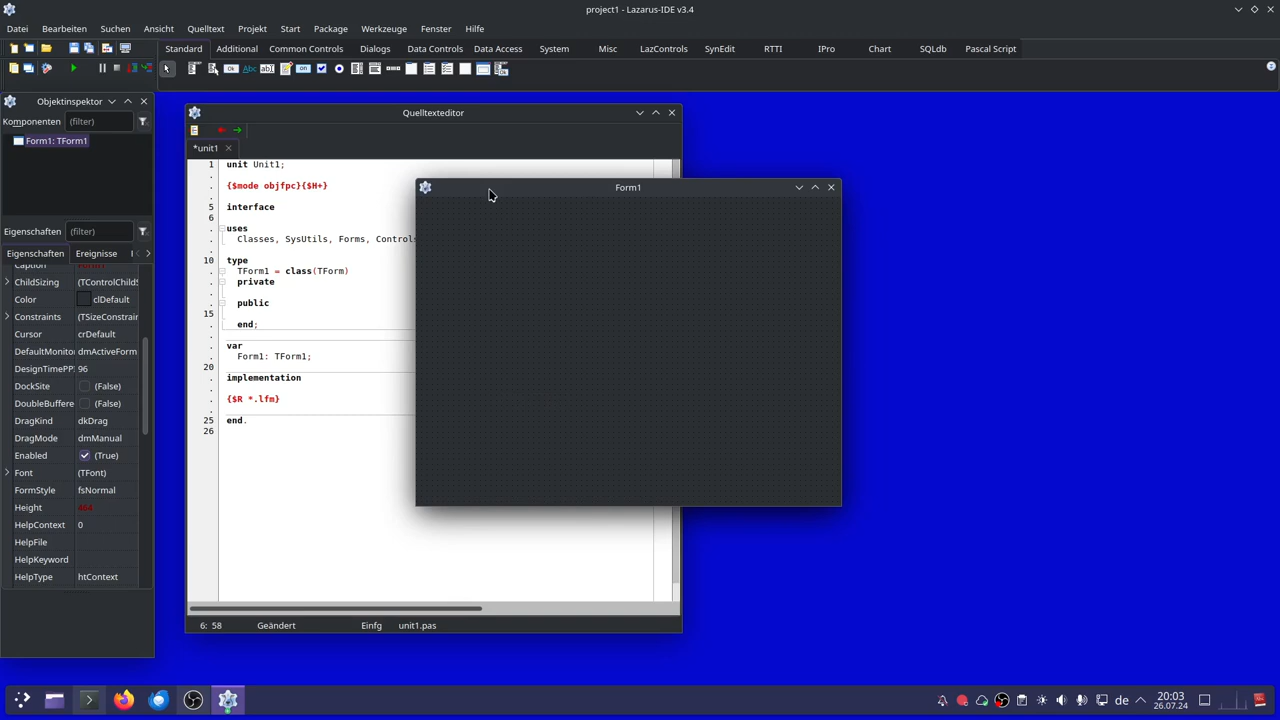 project1 - Lazarus-IDE v3.4
Datei Bearbeiten Suchen Ansicht Quelltext Projekt Start Package Werkzeuge Fenster Hilfe
Standard Additional Common Controls Dialogs Data Controls Data Access System Misc LazControls SynEdit RTTI IPro Chart SQLdb Pascal Script
Objektinspektor
Komponenten (filter)
Form1: TForm1
Eigenschaften (filter)
Eigenschaften Ereignisse
Caption Form1
ChildSizing (TControlChildS
Color clDefault
Constraints (TSizeConstrain
Cursor crDefault
DefaultMonito dmActiveForm
DesignTimePP 96
DockSite (False)
DoubleBuffere (False)
DragKind dkDrag
DragMode dmManual
Enabled (True)
Font (TFont)
FormStyle fsNormal
Height 404
HelpContext 0
HelpFile
HelpKeyword
HelpType htContext
Quelltexteditor
*unit1
1 unit Unit1;
{$mode objfpc}{$H+}
5 interface
6
uses
Classes, SysUtils, Forms, Controls
10 type
TForm1 = class(TForm)
private
public
15
end;
var
Form1: TForm1;
20
implementation
{$R *.lfm}
25 end.
26
6: 58 Geändert Einfg unit1.pas
Form1
de 20:03
26.07.24